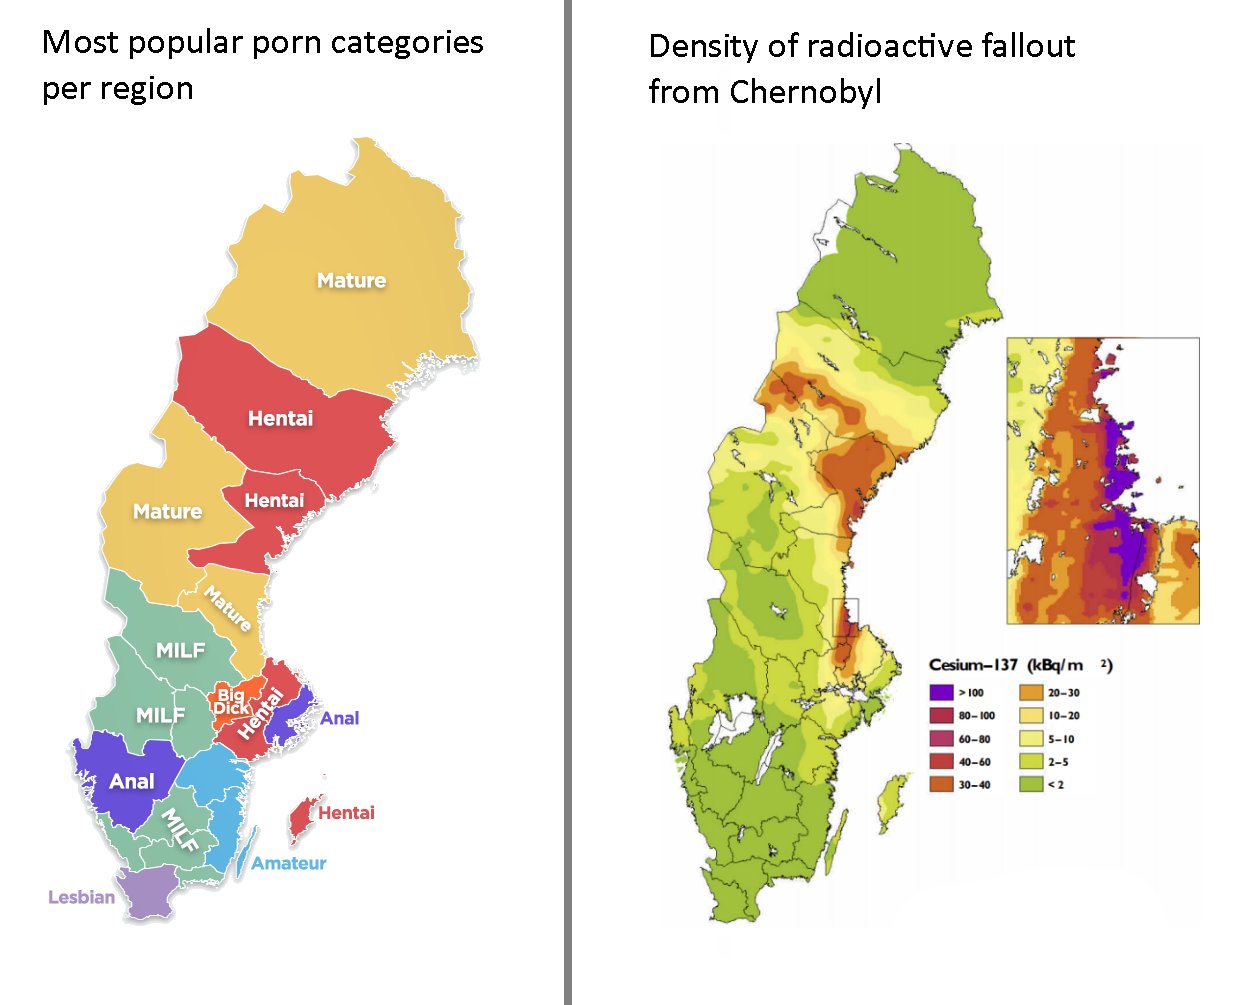 Most popular porn categories
per region
Mature
Hentai
Hentai
Mature
Mature
MILF
Big
Dick
Hentai
MILF
Anal
Anal
MILF
Hentai
Amateur
Lesbian
Density of radioactive fallout
from Chernobyl
Cesium-137 (kBq/m 2)
>100 20-30
80-100 10-20
60-80 5-10
40-60 2-5
30-40 <2